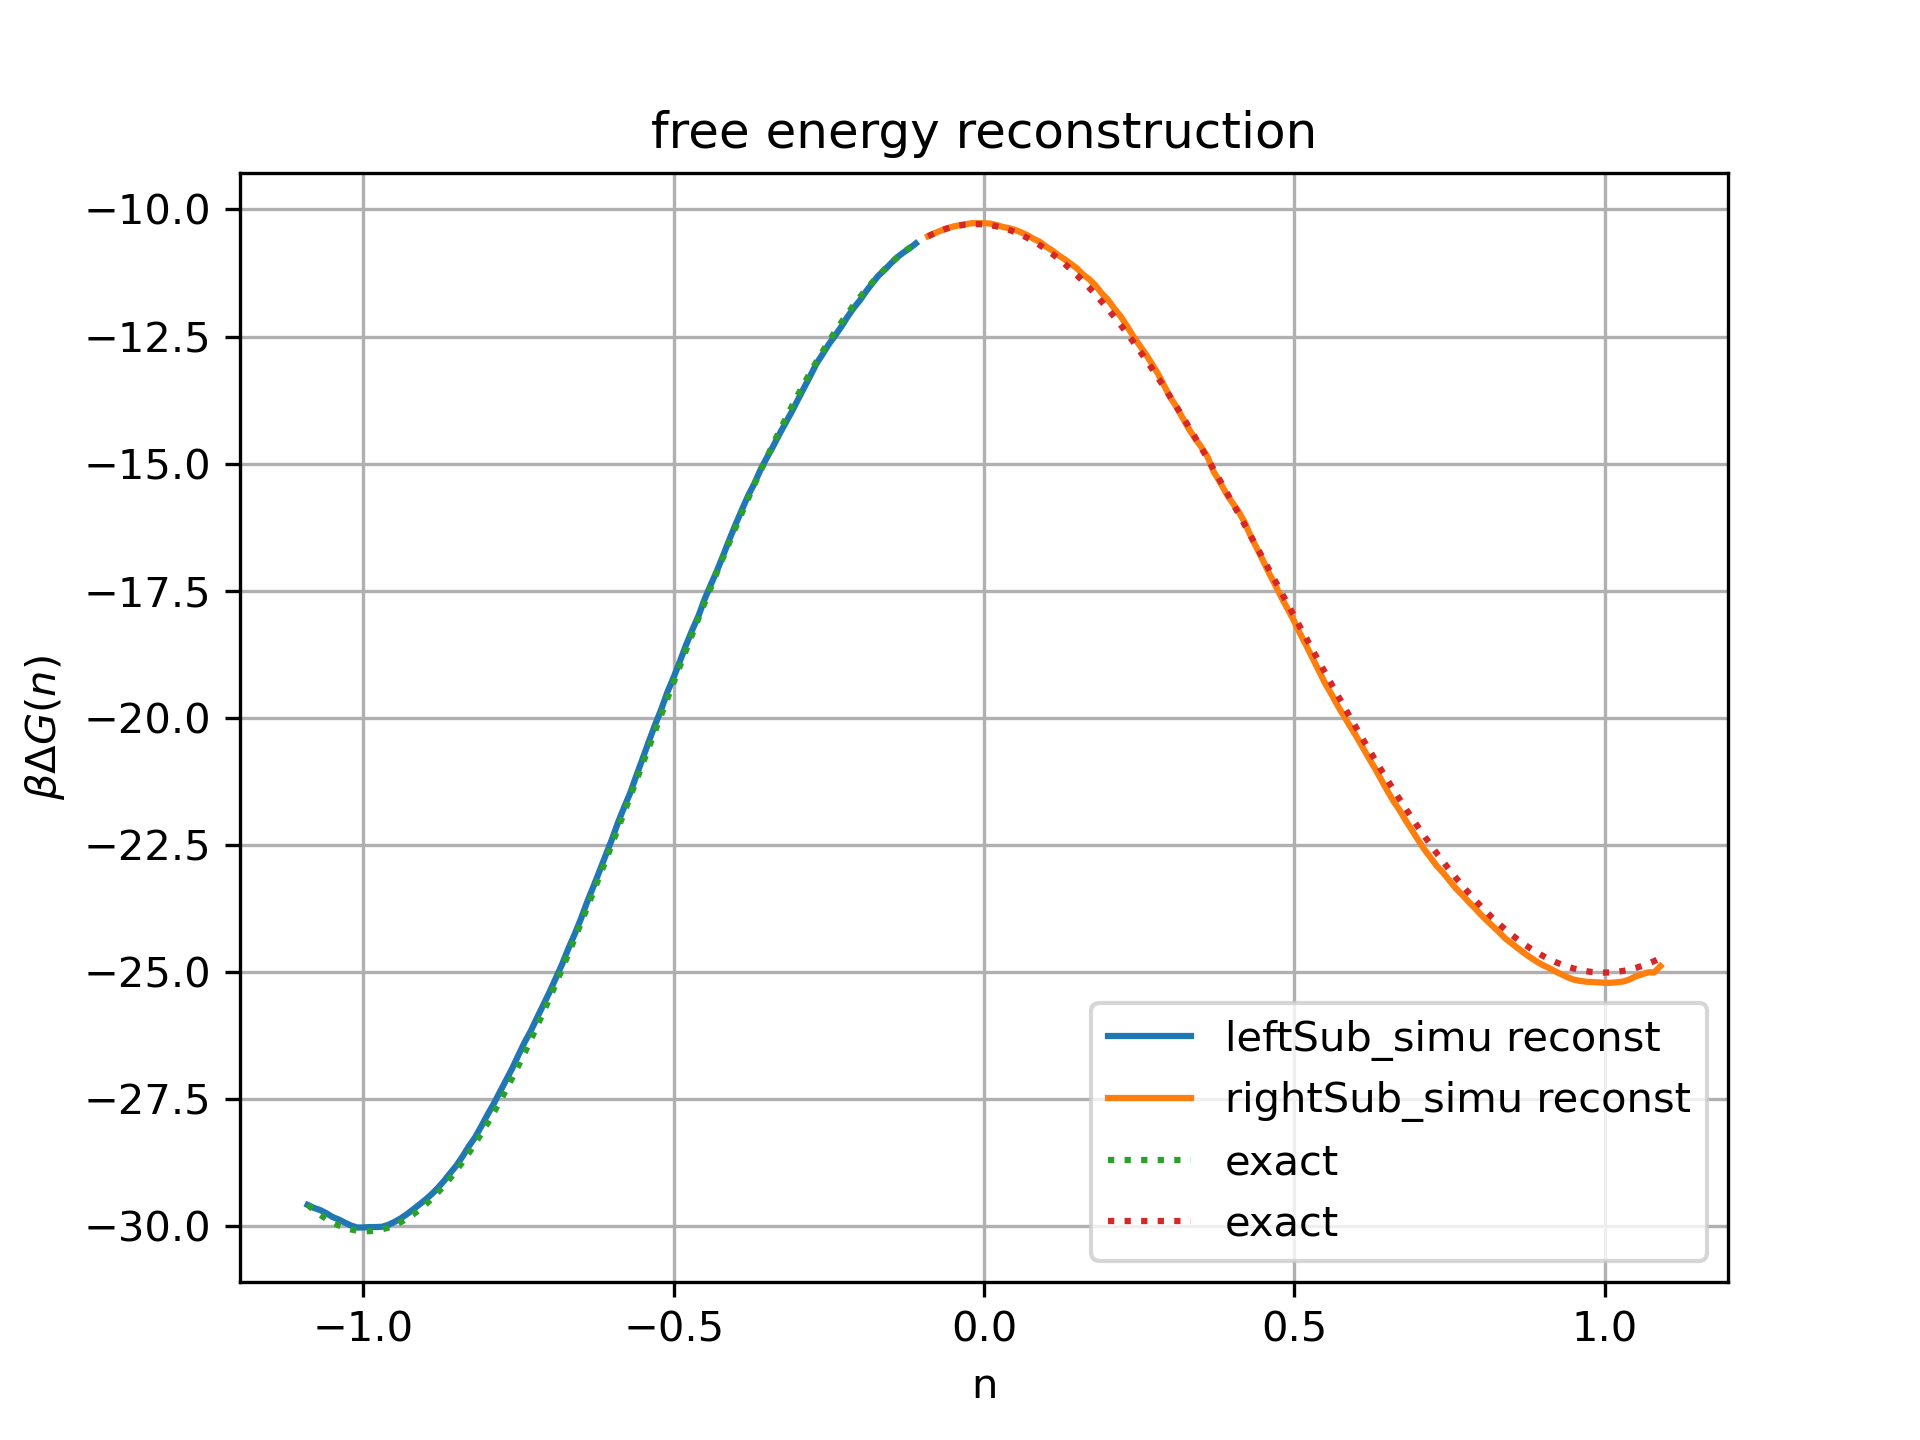 free energy reconstruction
−10.0
−12.5
−15.0
−17.5
−20.0
−22.5
−25.0
−27.5
−30.0
βΔG(n)
leftSub_simu reconst
rightSub_simu reconst
exact
exact
−1.0 −0.5 0.0 0.5 1.0
n